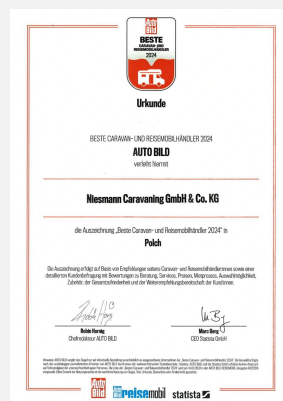 Auto
Bild
BESTE
CARAVAN- UND
REISEMOBILHÄNDLER
2024
Urkunde
BESTE CARAVAN- UND REISEMOBILHÄNDLER 2024
AUTO BILD
verleiht hiermit
Niesmann Caravaning GmbH & Co. KG
die Auszeichnung „Beste Caravan- und Reisemobilhändler 2024“ in
Polch
Die Auszeichnung erfolgt auf Basis von Empfehlungen seitens Caravan- und Reisemobilhändler:innen sowie einer
detaillierten Kundenbefragung mit Bewertungen zu Beratung, Services, Preisen, Mietprozess, Auswahlmöglichkeit,
Zubehör, der Gesamtzufriedenheit und der Weiterempfehlungsbereitschaft der Kunden.
Robin Hornig
Chefredakteur AUTO BILD
Marc Berg
CEO Statista GmbH
Auto
Bild
reisemobil
statista